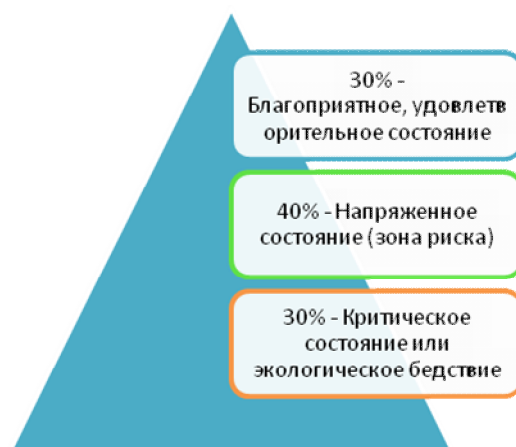 30% -
Благоприятное, удовлетв
орительное состояние
40% - Напряженное
состояние (зона риска)
30% - Критическое
состояние или
экологическое бедствие